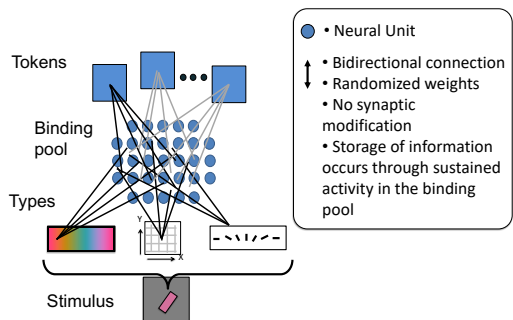 Tokens
Binding
pool
Types
Y
X
Stimulus
• Neural Unit
• Bidirectional connection
• Randomized weights
• No synaptic
modification
• Storage of information
occurs through sustained
activity in the binding
pool